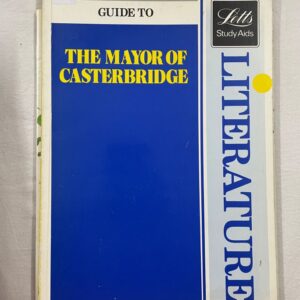 GUIDE TO
THE MAYOR OF
CASTERBRIDGE
Letts
Study Aids
LITERATURE